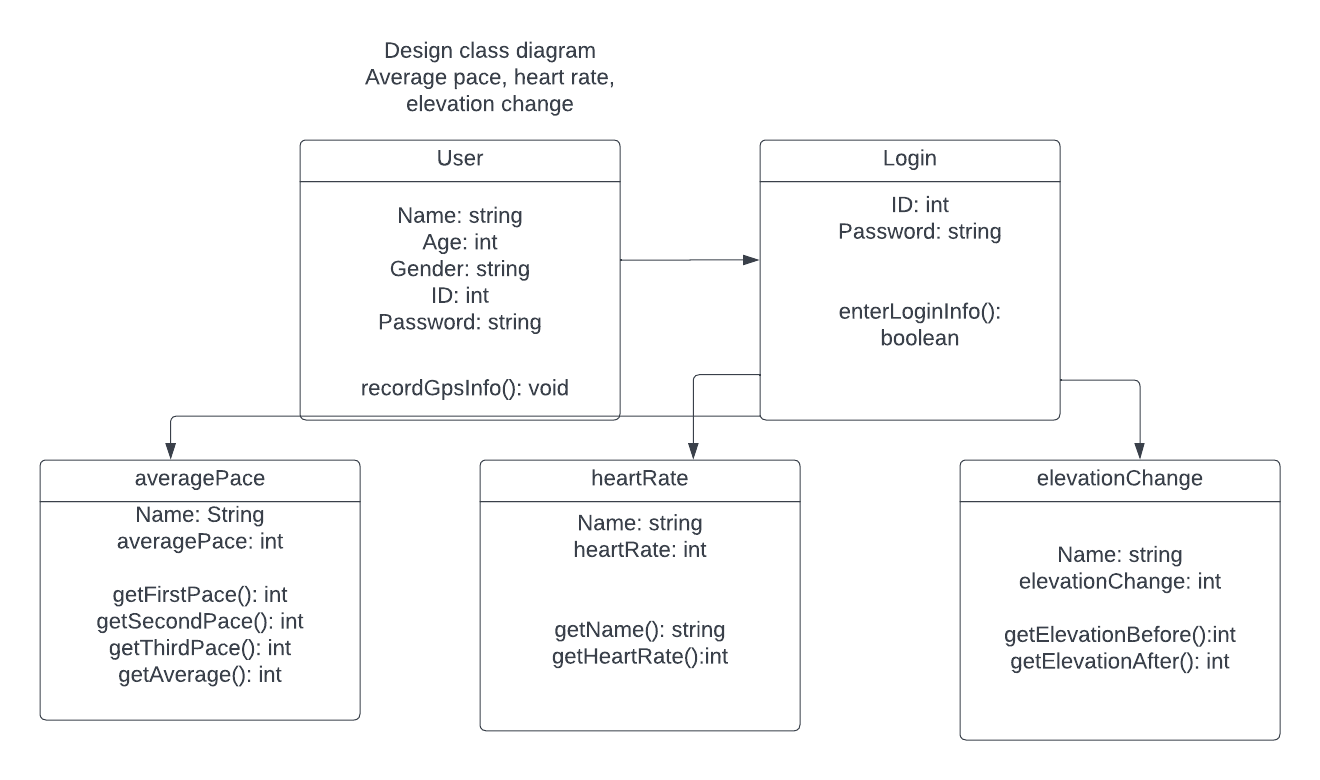 Design class diagram
Average pace, heart rate,
elevation change
User
Name: string
Age: int
Gender: string
ID: int
Password: string
recordGpsInfo(): void
Login
ID: int
Password: string
enterLoginInfo():
boolean
averagePace
Name: String
averagePace: int
getFirstPace(): int
getSecondPace(): int
getThirdPace(): int
getAverage(): int
heartRate
Name: string
heartRate: int
getName(): string
getHeartRate():int
elevationChange
Name: string
elevationChange: int
getElevationBefore():int
getElevationAfter(): int